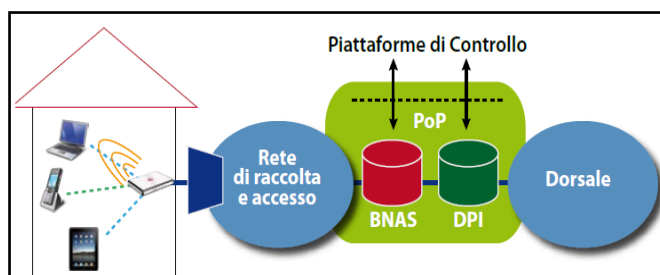 Piattaforme di Controllo
PoP
Rete
di raccolta
e accesso
BNAS
DPI
Dorsale